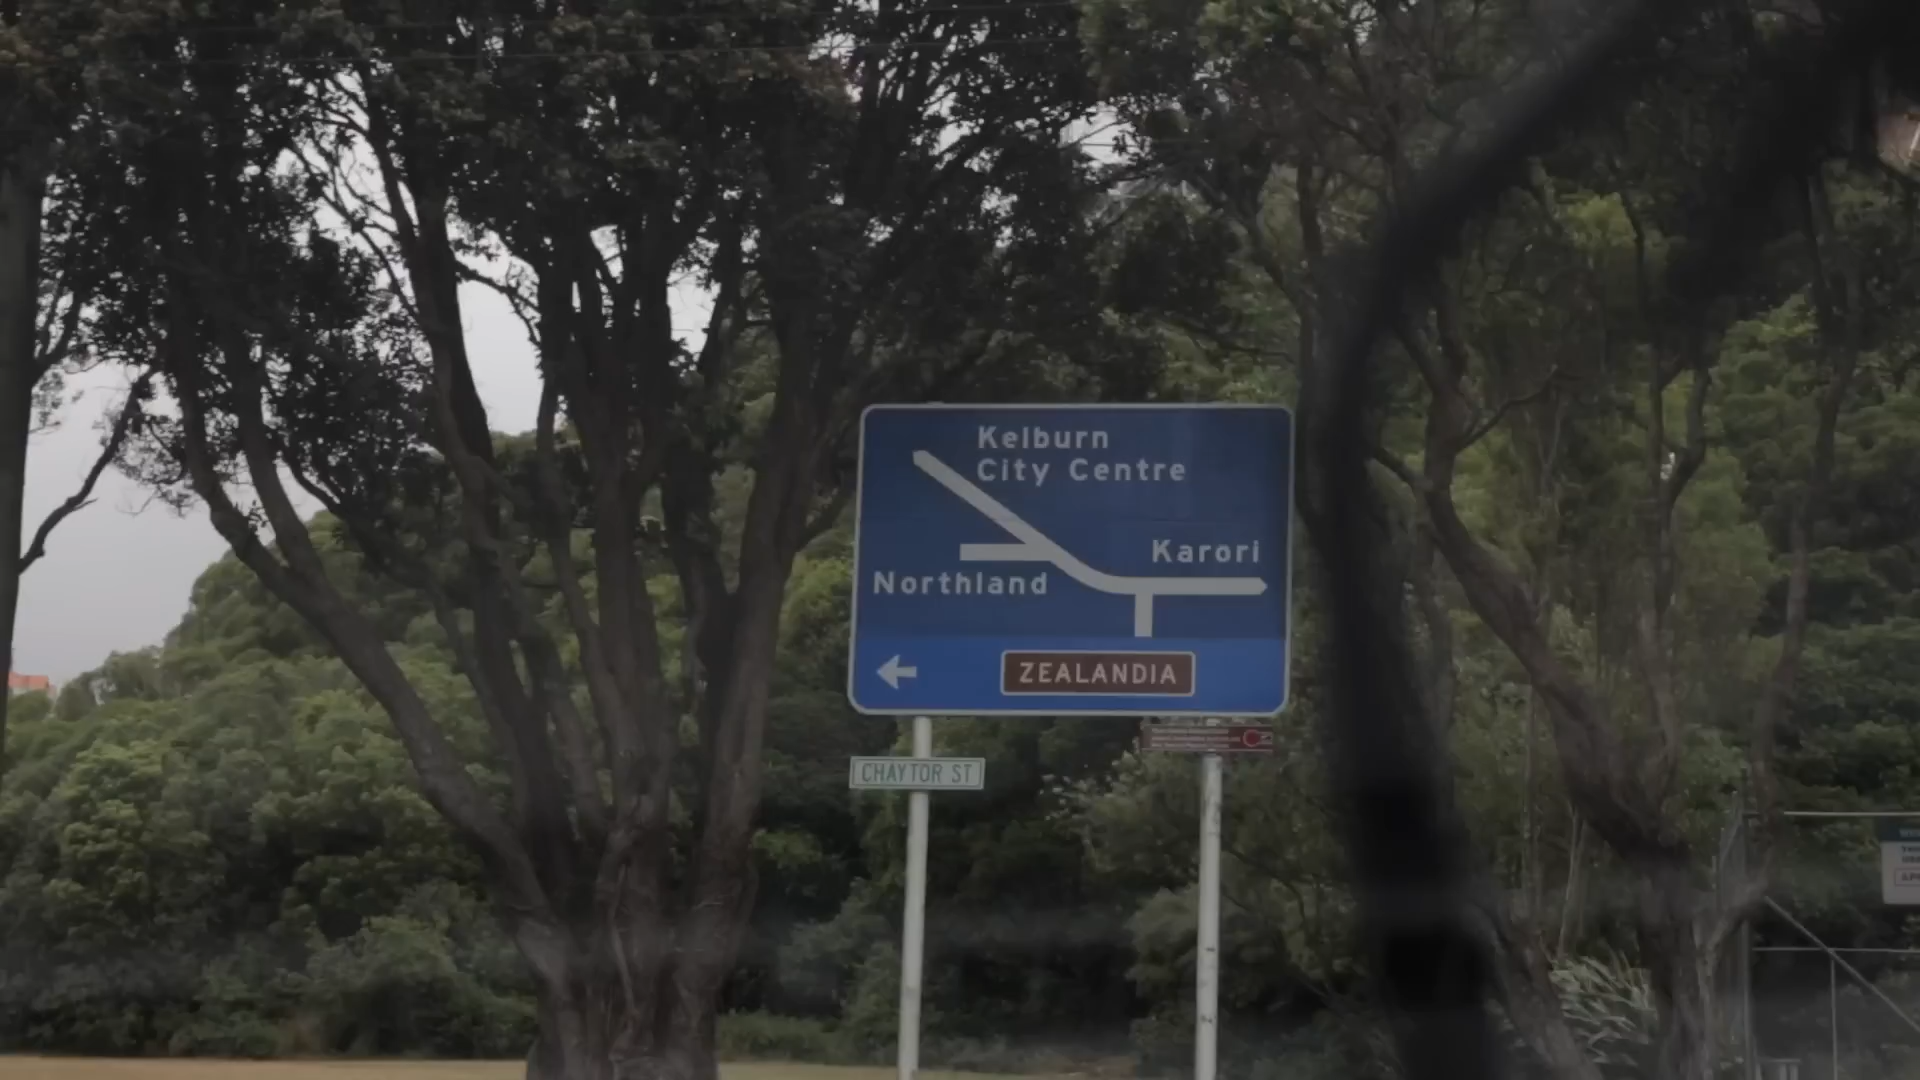 Kelburn
City Centre
Karori
Northland
ZEALANDIA
CHAYTOR ST